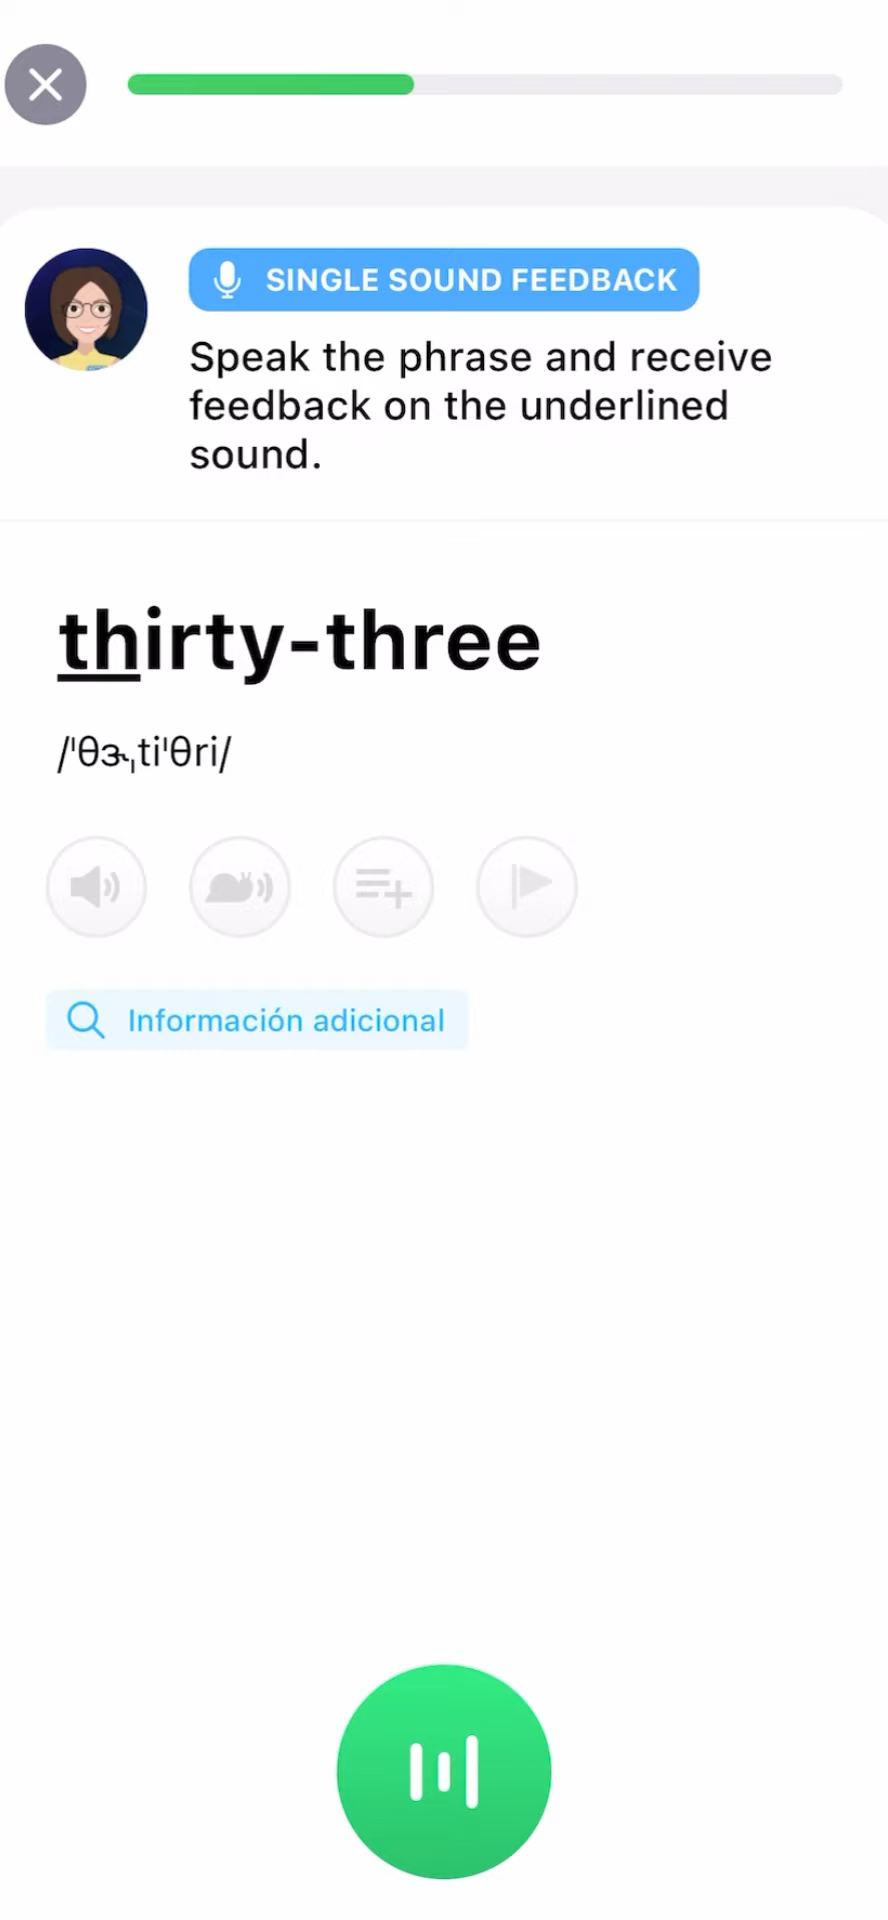 SINGLE SOUND FEEDBACK
Speak the phrase and receive
feedback on the underlined
sound.
thirty-three
/ˈθɝˌtiˈθri/
Información adicional